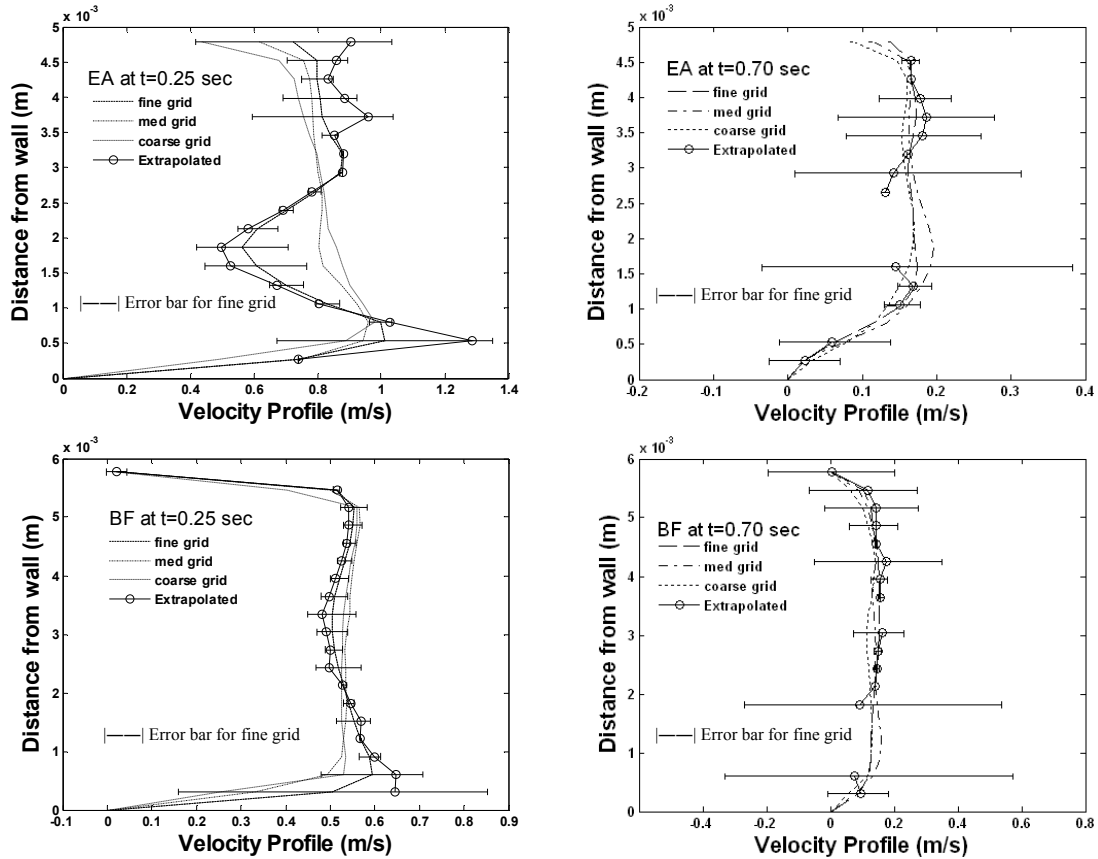 x 10⁻³
5
4.5
4
3.5
3
2.5
2
1.5
1
0.5
0
Distance from wall (m)
EA at t=0.25 sec
fine grid
med grid
coarse grid
Extrapolated
|——| Error bar for fine grid
0 0.2 0.4 0.6 0.8 1 1.2 1.4
Velocity Profile (m/s)
x 10⁻³
5
4.5
4
3.5
3
2.5
2
1.5
1
0.5
0
Distance from wall (m)
EA at t=0.70 sec
fine grid
med grid
coarse grid
Extrapolated
|——| Error bar for fine grid
-0.2 -0.1 0 0.1 0.2 0.3 0.4
Velocity Profile (m/s)
x 10⁻³
6
5
4
3
2
1
0
Distance from wall (m)
BF at t=0.25 sec
fine grid
med grid
coarse grid
Extrapolated
|——| Error bar for fine grid
-0.1 0 0.1 0.2 0.3 0.4 0.5 0.6 0.7 0.8 0.9
Velocity Profile (m/s)
x 10⁻³
6
5
4
3
2
1
0
Distance from wall (m)
BF at t=0.70 sec
fine grid
med grid
coarse grid
Extrapolated
|——| Error bar for fine grid
-0.6 -0.4 -0.2 0 0.2 0.4 0.6 0.8
Velocity Profile (m/s)